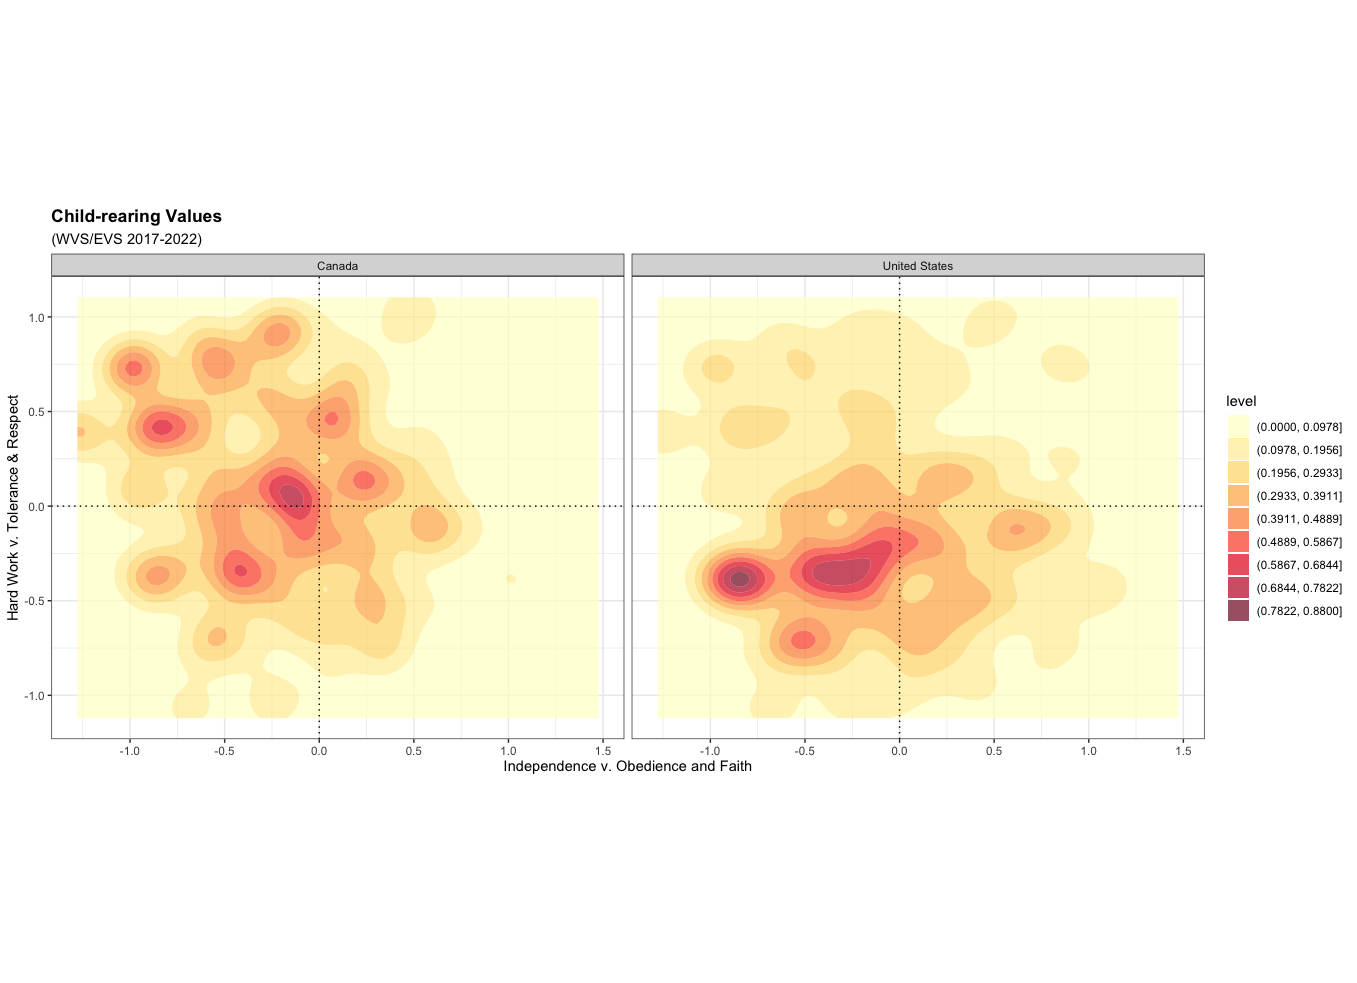 Child-rearing Values
(WVS/EVS 2017-2022)
Canada
United States
Hard Work v. Tolerance & Respect
1.0
0.5
0.0
-0.5
-1.0
-1.0 -0.5 0.0 0.5 1.0 1.5
-1.0 -0.5 0.0 0.5 1.0 1.5
Independence v. Obedience and Faith
level
(0.0000, 0.0978]
(0.0978, 0.1956]
(0.1956, 0.2933]
(0.2933, 0.3911]
(0.3911, 0.4889]
(0.4889, 0.5867]
(0.5867, 0.6844]
(0.6844, 0.7822]
(0.7822, 0.8800]